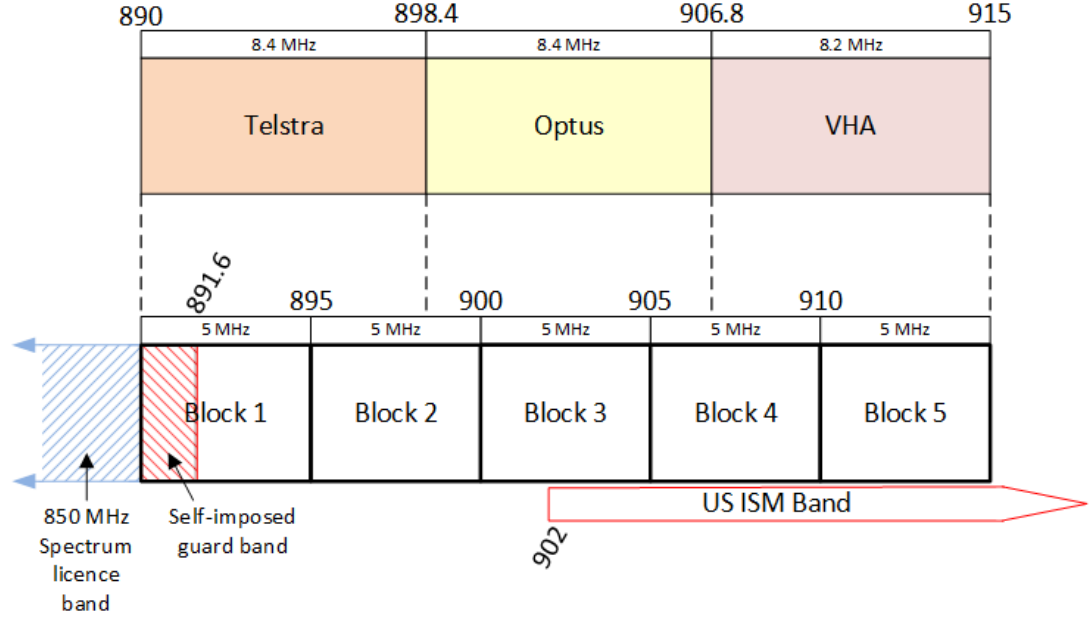 890 898.4 906.8 915
8.4 MHz 8.4 MHz 8.2 MHz
Telstra Optus VHA
891.6
895 900 905 910
5 MHz 5 MHz 5 MHz 5 MHz 5 MHz
Block 1 Block 2 Block 3 Block 4 Block 5
US ISM Band
902
850 MHz
Spectrum
licence
band
Self-imposed
guard band